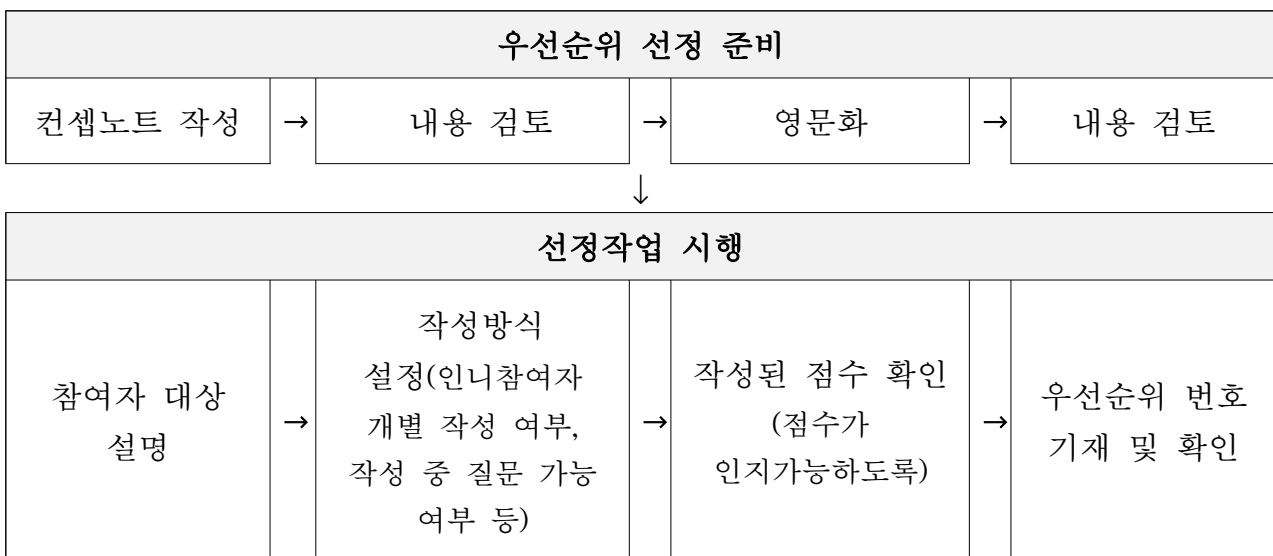 우선순위 선정 준비
컨셉노트 작성 → 내용 검토 → 영문화 → 내용 검토
↓
선정작업 시행
참여자 대상
설명
→
작성방식
설정(인니참여자
개별 작성 여부,
작성 중 질문 가능
여부 등)
→
작성된 점수 확인
(점수가
인지가능하도록)
→
우선순위 번호
기재 및 확인